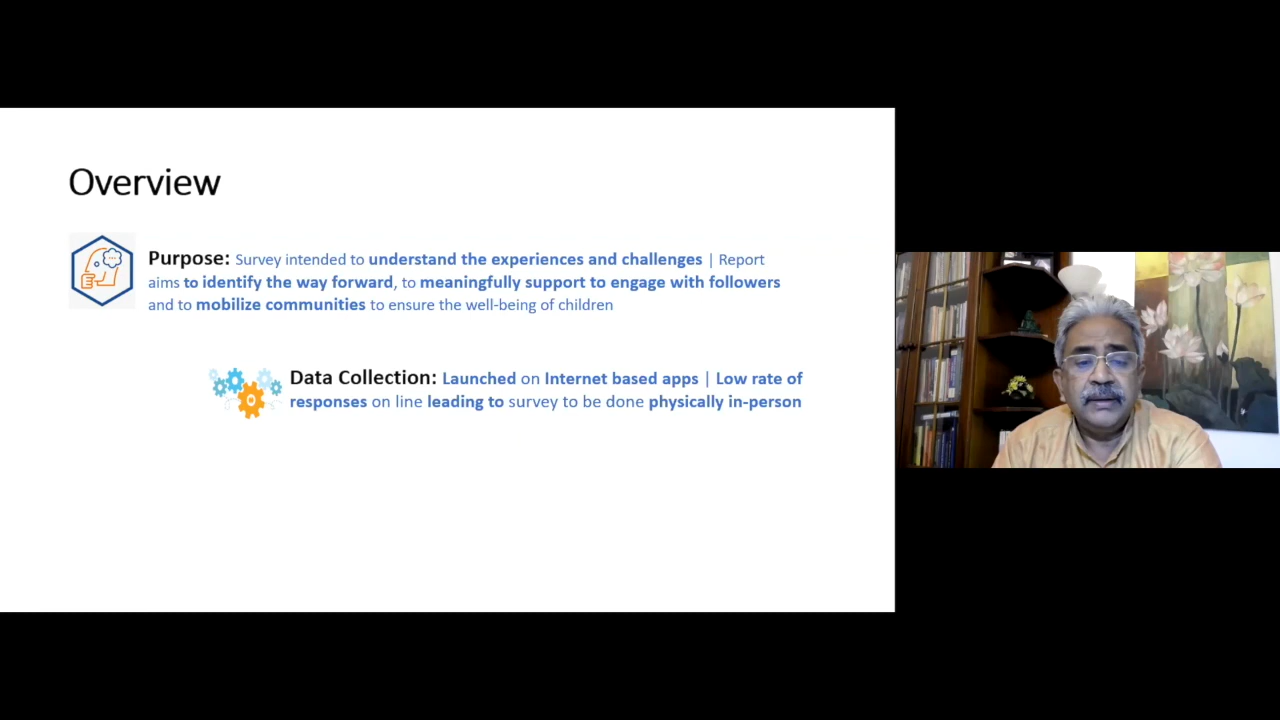 Overview
Purpose: Survey intended to understand the experiences and challenges | Report
aims to identify the way forward, to meaningfully support to engage with followers
and to mobilize communities to ensure the well-being of children
Data Collection: Launched on Internet based apps | Low rate of
responses on line leading to survey to be done physically in-person